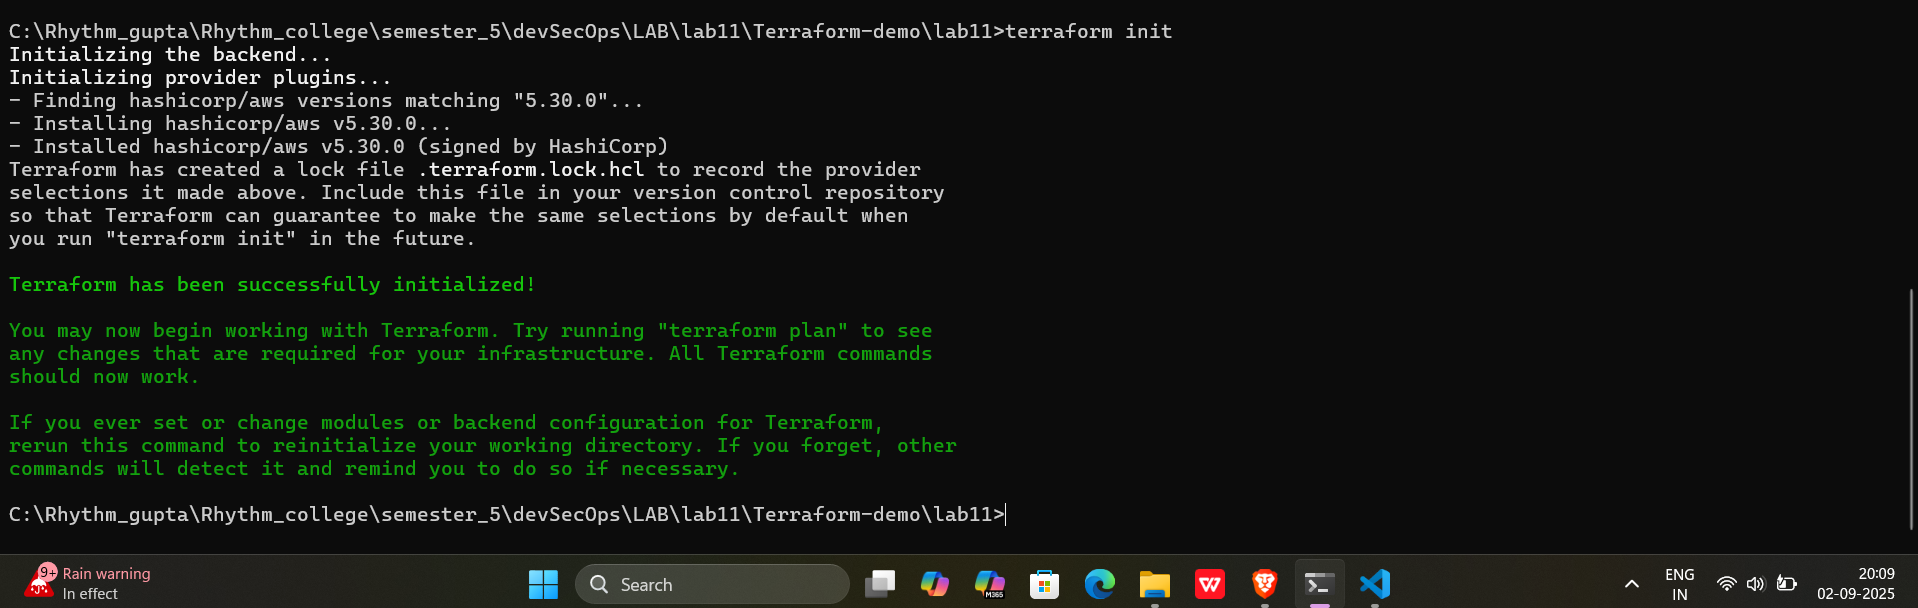 C:\Rhythm_gupta\Rhythm_college\semester_5\devSecOps\LAB\lab11\Terraform-demo\lab11>terraform init
Initializing the backend...
Initializing provider plugins...
- Finding hashicorp/aws versions matching "5.30.0"...
- Installing hashicorp/aws v5.30.0...
- Installed hashicorp/aws v5.30.0 (signed by HashiCorp)
Terraform has created a lock file .terraform.lock.hcl to record the provider
selections it made above. Include this file in your version control repository
so that Terraform can guarantee to make the same selections by default when
you run "terraform init" in the future.
Terraform has been successfully initialized!
You may now begin working with Terraform. Try running "terraform plan" to see
any changes that are required for your infrastructure. All Terraform commands
should now work.
If you ever set or change modules or backend configuration for Terraform,
rerun this command to reinitialize your working directory. If you forget, other
commands will detect it and remind you to do so if necessary.
C:\Rhythm_gupta\Rhythm_college\semester_5\devSecOps\LAB\lab11\Terraform-demo\lab11>
9+
Rain warning
In effect
Search
M365
W
ENG
IN
20:09
02-09-2025